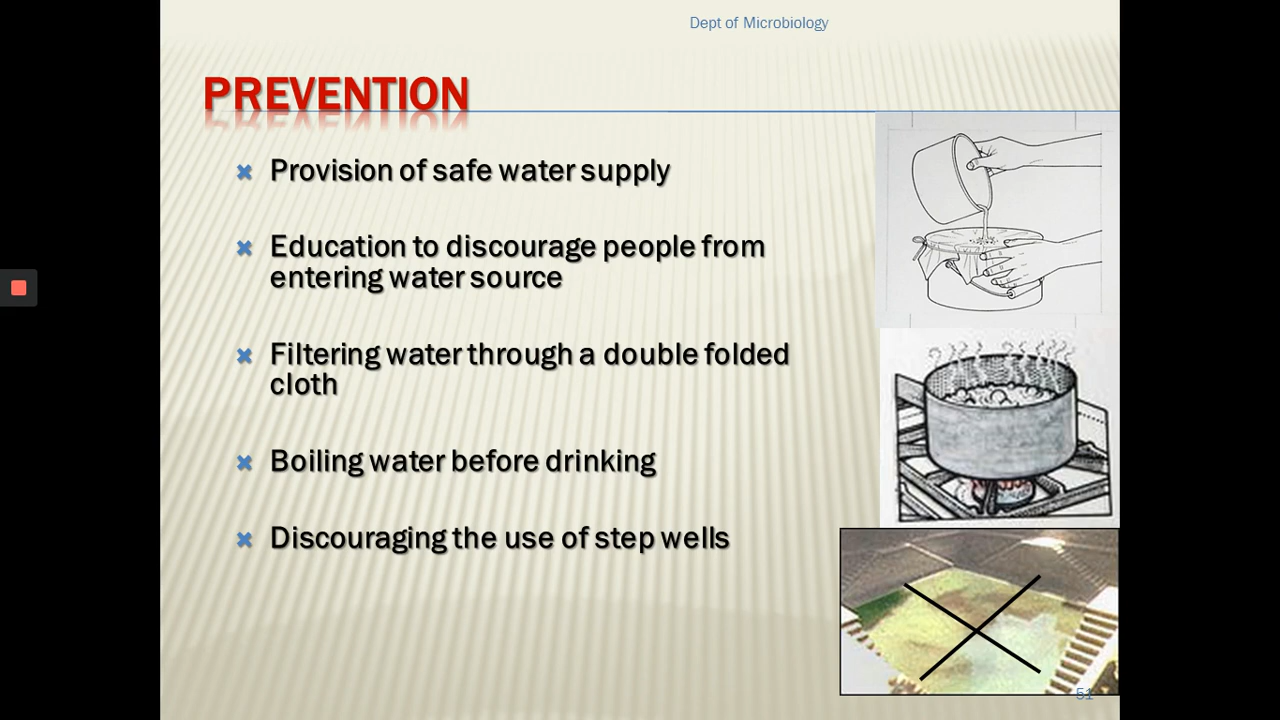 Dept of Microbiology
PREVENTION
Provision of safe water supply
Education to discourage people from
entering water source
Filtering water through a double folded
cloth
Boiling water before drinking
Discouraging the use of step wells
51